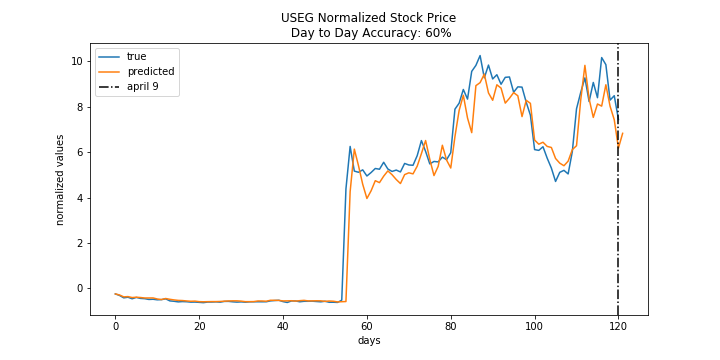 USEG Normalized Stock Price
Day to Day Accuracy: 60%
true
predicted
april 9
normalized values
10
8
6
4
2
0
0 20 40 60 80 100 120
days